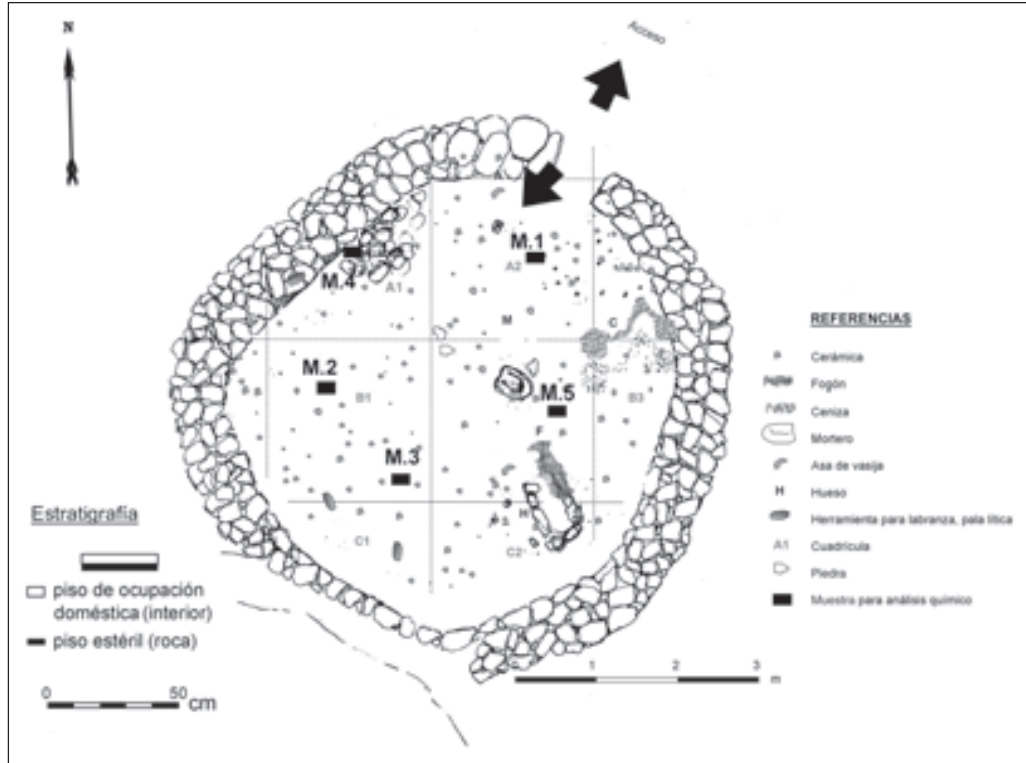 N
Acceso
M.1
A2
M.4
A1
M
C
M.2
B1
M.5
B3
F
M.3
H
C1
C2
REFERENCIAS
Cerámica
Fogón
Ceniza
Mortero
Asa de vasija
H Hueso
Herramienta para labranza, pala lítica
A1 Cuadrícula
Piedra
Muestra para análisis químico
Estratigrafía
piso de ocupación
doméstica (interior)
piso estéril (roca)
0 50 cm
1 2 3
m